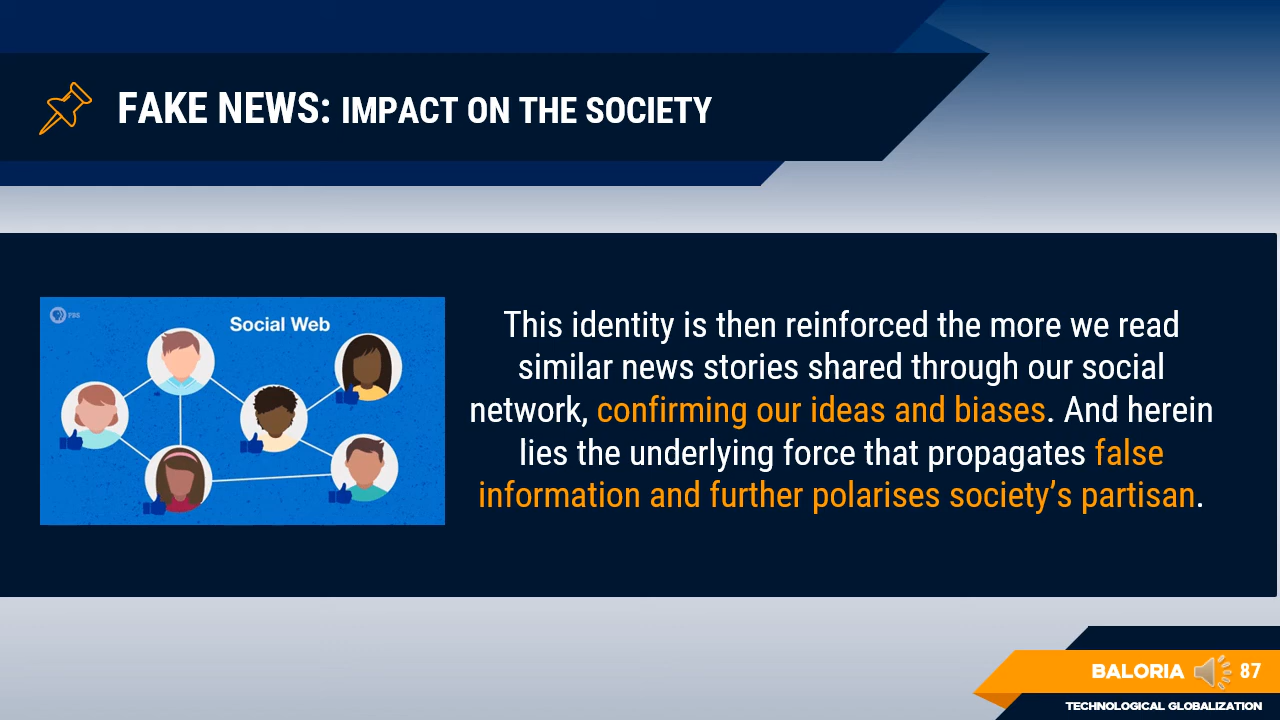 FAKE NEWS: IMPACT ON THE SOCIETY
PBS
Social Web
This identity is then reinforced the more we read
similar news stories shared through our social
network, confirming our ideas and biases. And herein
lies the underlying force that propagates false
information and further polarises society’s partisan.
BALORIA 87
TECHNOLOGICAL GLOBALIZATION